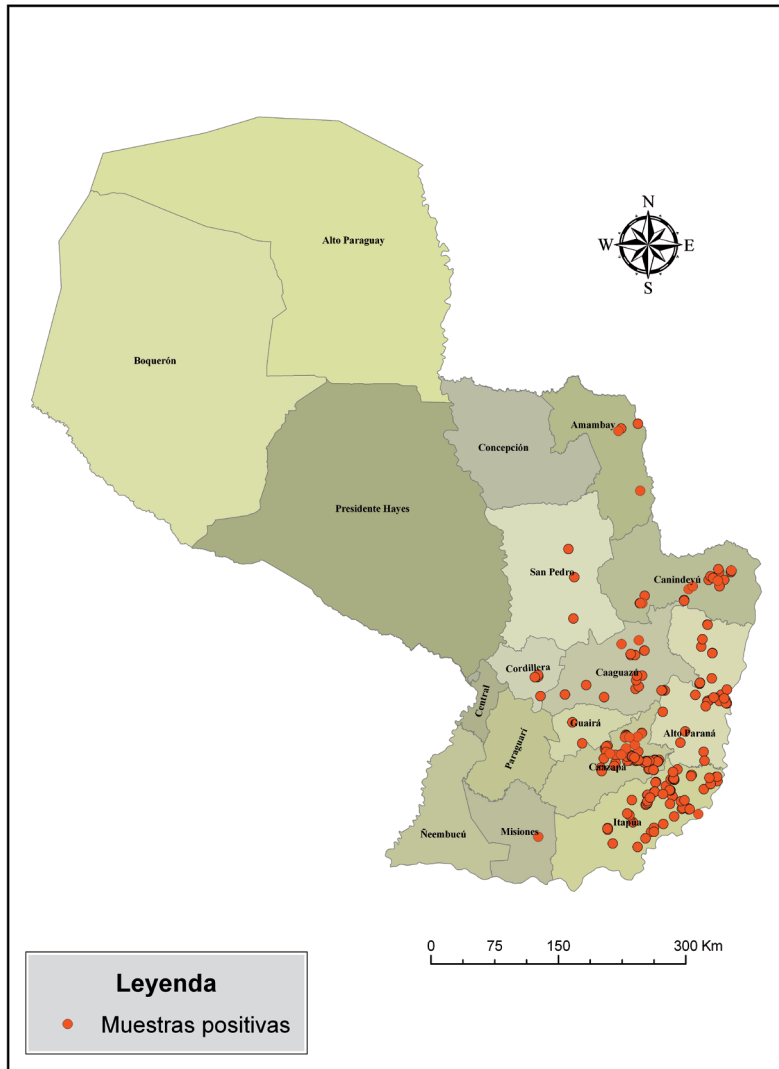 N
W E
S
Alto Paraguay
Boquerón
Presidente Hayes
Concepción
Amambay
San Pedro
Canindeyú
Cordillera
Caaguazú
Central
Guairá
Alto Paraná
Paraguarí
Caazapá
Ñeembucú
Misiones
Itapúa
0 75 150 300 Km
Leyenda
Muestras positivas